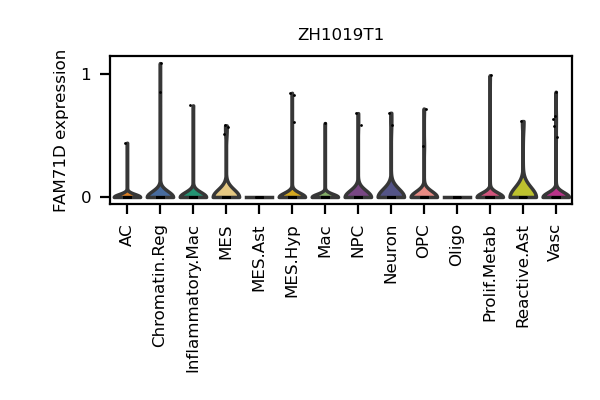 ZH1019T1
FAM71D expression
1
0
AC
Chromatin.Reg
Inflammatory.Mac
MES
MES.Ast
MES.Hyp
Mac
NPC
Neuron
OPC
Oligo
Prolif.Metab
Reactive.Ast
Vasc